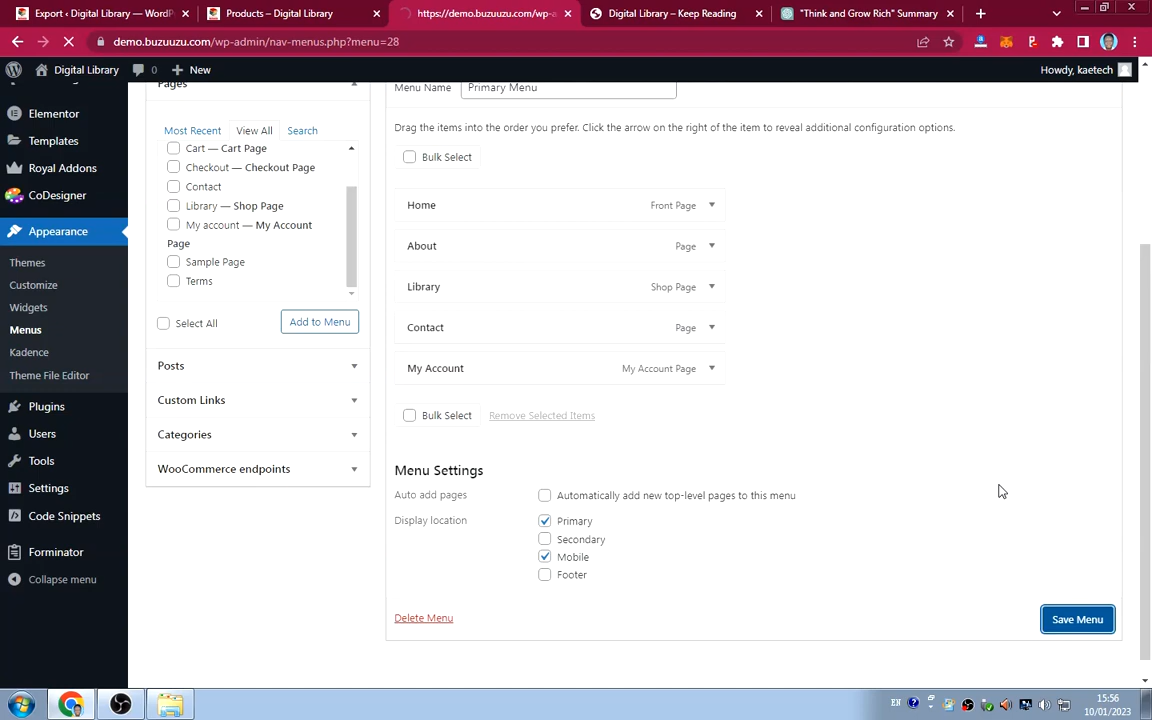 Export ‹ Digital Library — WordP
Products – Digital Library
https://demo.buzuuzu.com/wp-a
Digital Library – Keep Reading
"Think and Grow Rich" Summary
demo.buzuuzu.com/wp-admin/nav-menus.php?menu=28
Digital Library
0
New
Howdy, kaetech
Elementor
Templates
Royal Addons
CoDesigner
Appearance
Themes
Customize
Widgets
Menus
Kadence
Theme File Editor
Plugins
Users
Tools
Settings
Code Snippets
Forminator
Collapse menu
Pages
Most Recent
View All
Search
Cart — Cart Page
Checkout — Checkout Page
Contact
Library — Shop Page
My account — My Account
Page
Sample Page
Terms
Select All
Add to Menu
Posts
Custom Links
Categories
WooCommerce endpoints
Menu Name
Primary Menu
Drag the items into the order you prefer. Click the arrow on the right of the item to reveal additional configuration options.
Bulk Select
Home
Front Page
About
Page
Library
Shop Page
Contact
Page
My Account
My Account Page
Bulk Select
Remove Selected Items
Menu Settings
Auto add pages
Automatically add new top-level pages to this menu
Display location
Primary
Secondary
Mobile
Footer
Delete Menu
Save Menu
EN
15:56
10/01/2023